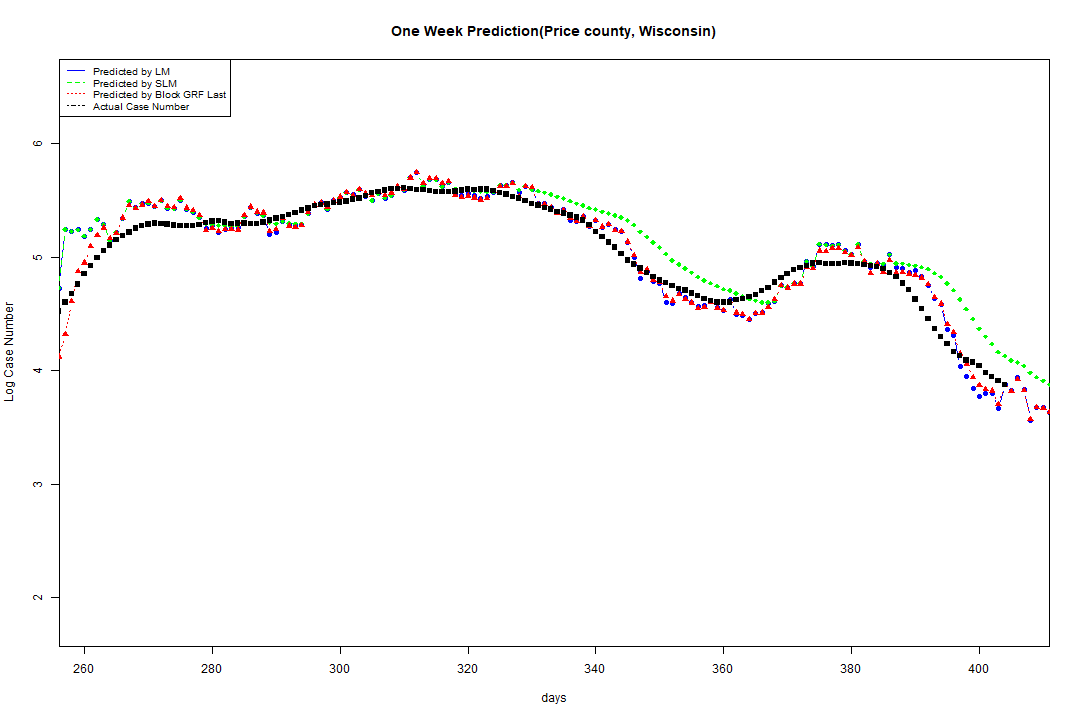 One Week Prediction(Price county, Wisconsin)
Predicted by LM
Predicted by SLM
Predicted by Block GRF Last
Actual Case Number
6
5
4
3
2
Log Case Number
260 280 300 320 340 360 380 400
days